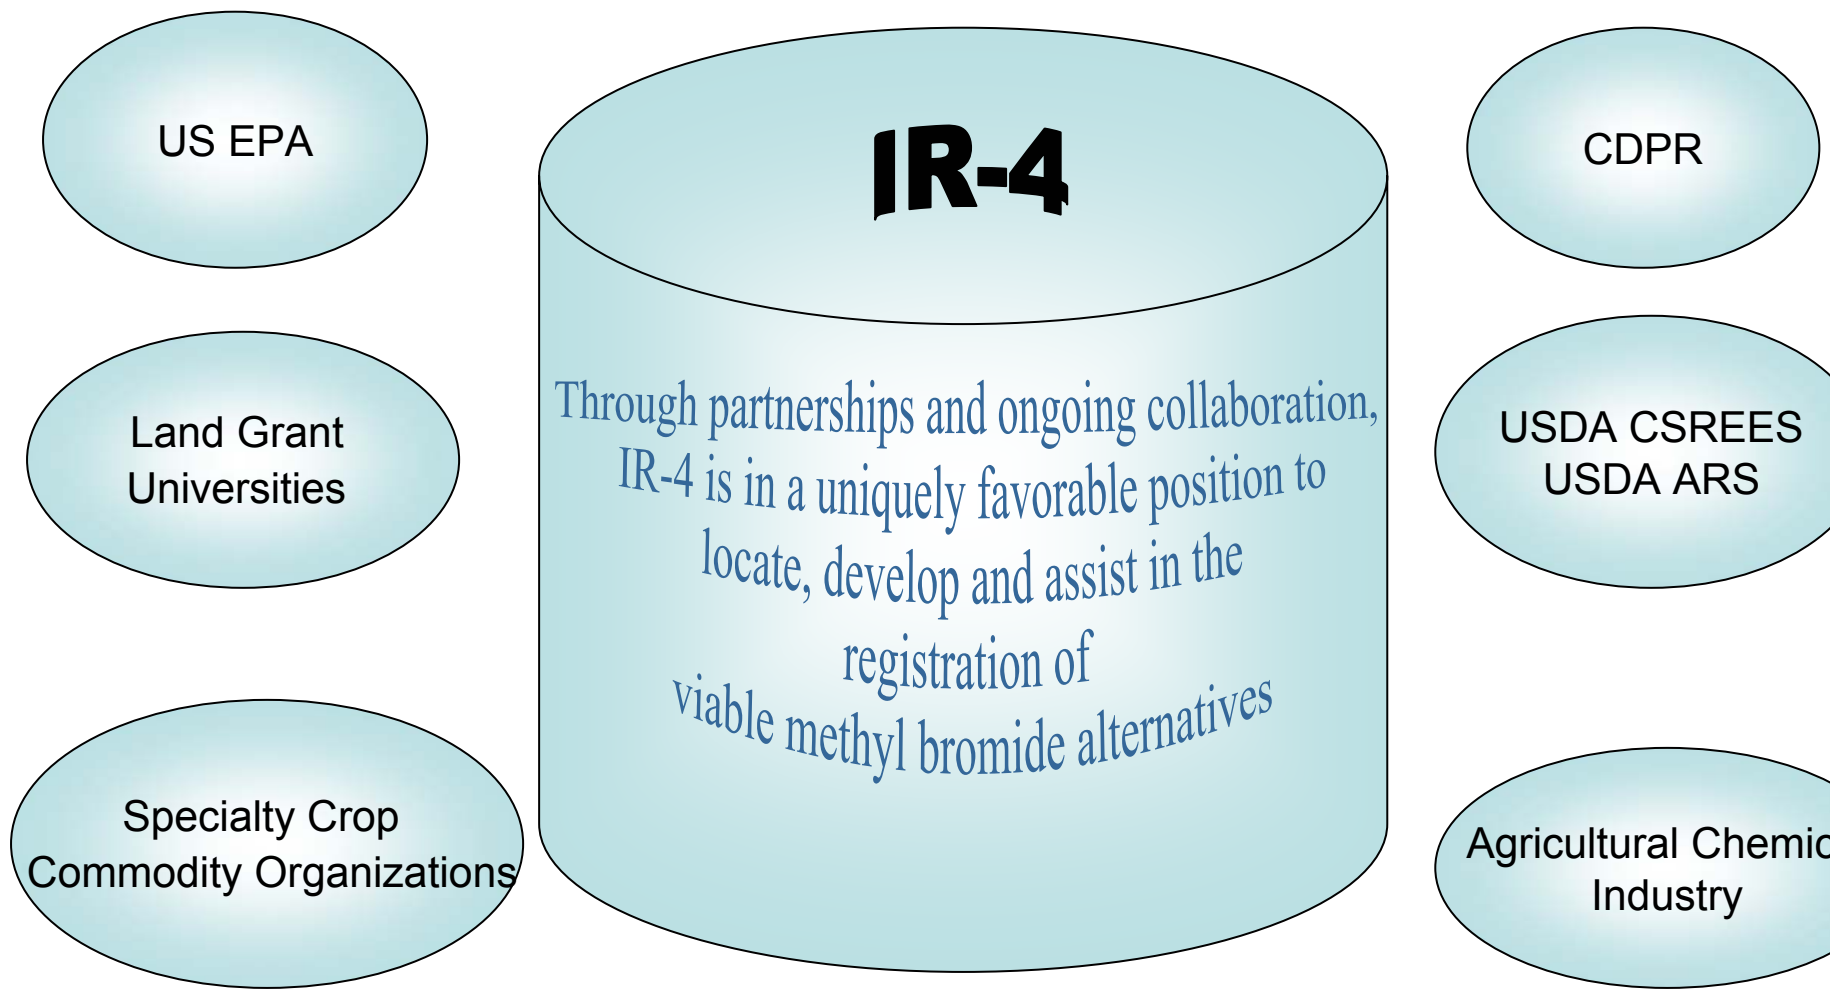 US EPA
Land Grant
Universities
Specialty Crop
Commodity Organizations
IR-4
Through partnerships and ongoing collaboration,
IR-4 is in a uniquely favorable position to
locate, develop and assist in the
registration of
viable methyl bromide alternatives
CDPR
USDA CSREES
USDA ARS
Agricultural Chemic
Industry